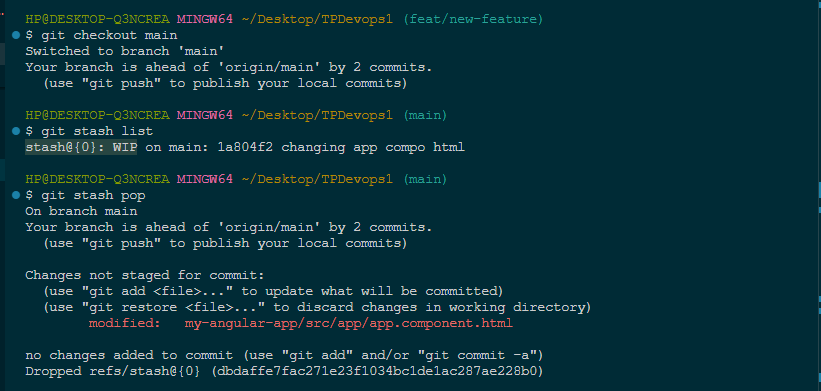 HP@DESKTOP-Q3NCREA MINGW64 ~/Desktop/TPDevops1 (feat/new-feature)
$ git checkout main
Switched to branch 'main'
Your branch is ahead of 'origin/main' by 2 commits.
  (use "git push" to publish your local commits)

HP@DESKTOP-Q3NCREA MINGW64 ~/Desktop/TPDevops1 (main)
$ git stash list
stash@{0}: WIP on main: 1a804f2 changing app compo html

HP@DESKTOP-Q3NCREA MINGW64 ~/Desktop/TPDevops1 (main)
$ git stash pop
On branch main
Your branch is ahead of 'origin/main' by 2 commits.
  (use "git push" to publish your local commits)

Changes not staged for commit:
  (use "git add <file>..." to update what will be committed)
  (use "git restore <file>..." to discard changes in working directory)
        modified:   my-angular-app/src/app/app.component.html

no changes added to commit (use "git add" and/or "git commit -a")
Dropped refs/stash@{0} (dbdaffe7fac271e23f1034bc1de1ac287ae228b0)